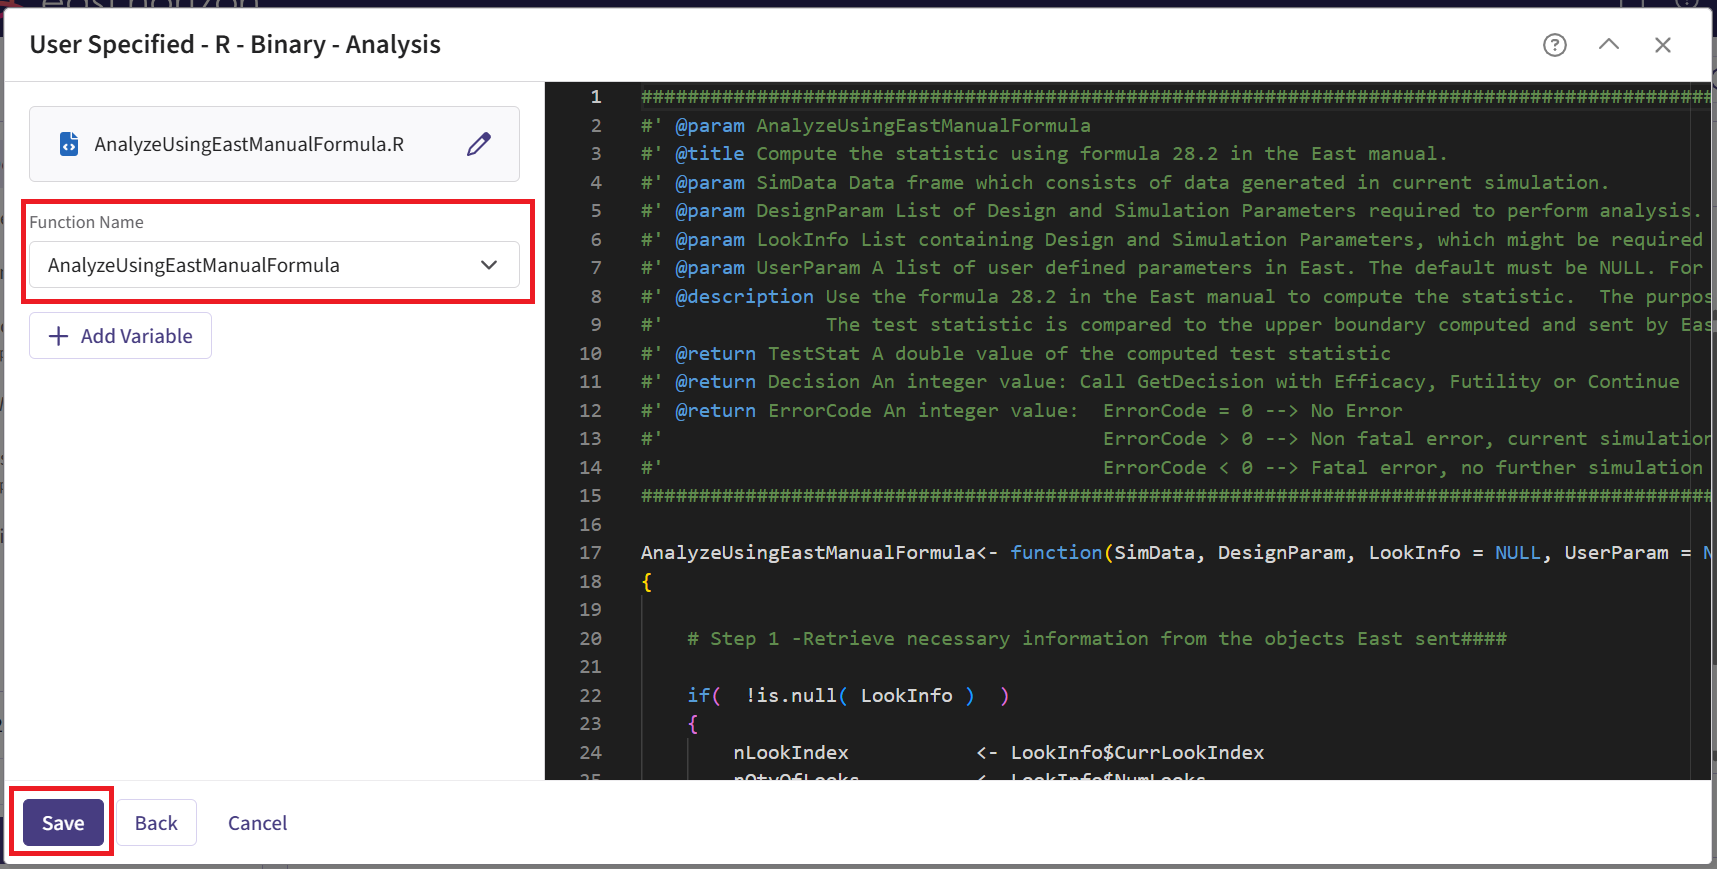 User Specified - R - Binary - Analysis
AnalyzeUsingEastManualFormula.R
Function Name
AnalyzeUsingEastManualFormula
Add Variable
1 ################################################################################
2 #' @param AnalyzeUsingEastManualFormula
3 #' @title Compute the statistic using formula 28.2 in the East manual.
4 #' @param SimData Data frame which consists of data generated in current simulation.
5 #' @param DesignParam List of Design and Simulation Parameters required to perform analysis.
6 #' @param LookInfo List containing Design and Simulation Parameters, which might be required
7 #' @param UserParam A list of user defined parameters in East. The default must be NULL. For
8 #' @description Use the formula 28.2 in the East manual to compute the statistic.  The purpos
9 #'              The test statistic is compared to the upper boundary computed and sent by Eas
10 #' @return TestStat A double value of the computed test statistic
11 #' @return Decision An integer value: Call GetDecision with Efficacy, Futility or Continue
12 #' @return ErrorCode An integer value:  ErrorCode = 0 --> No Error
13 #'                                      ErrorCode > 0 --> Non fatal error, current simulation
14 #'                                      ErrorCode < 0 --> Fatal error, no further simulation
15 ################################################################################
16
17 AnalyzeUsingEastManualFormula<- function(SimData, DesignParam, LookInfo = NULL, UserParam = N
18 {
19
20     # Step 1 -Retrieve necessary information from the objects East sent####
21
22     if(  !is.null( LookInfo )  )
23     {
24         nLookIndex           <- LookInfo$CurrLookIndex
25         nQtyOfLooks          <- LookInfo$NumLooks
Save
Back
Cancel